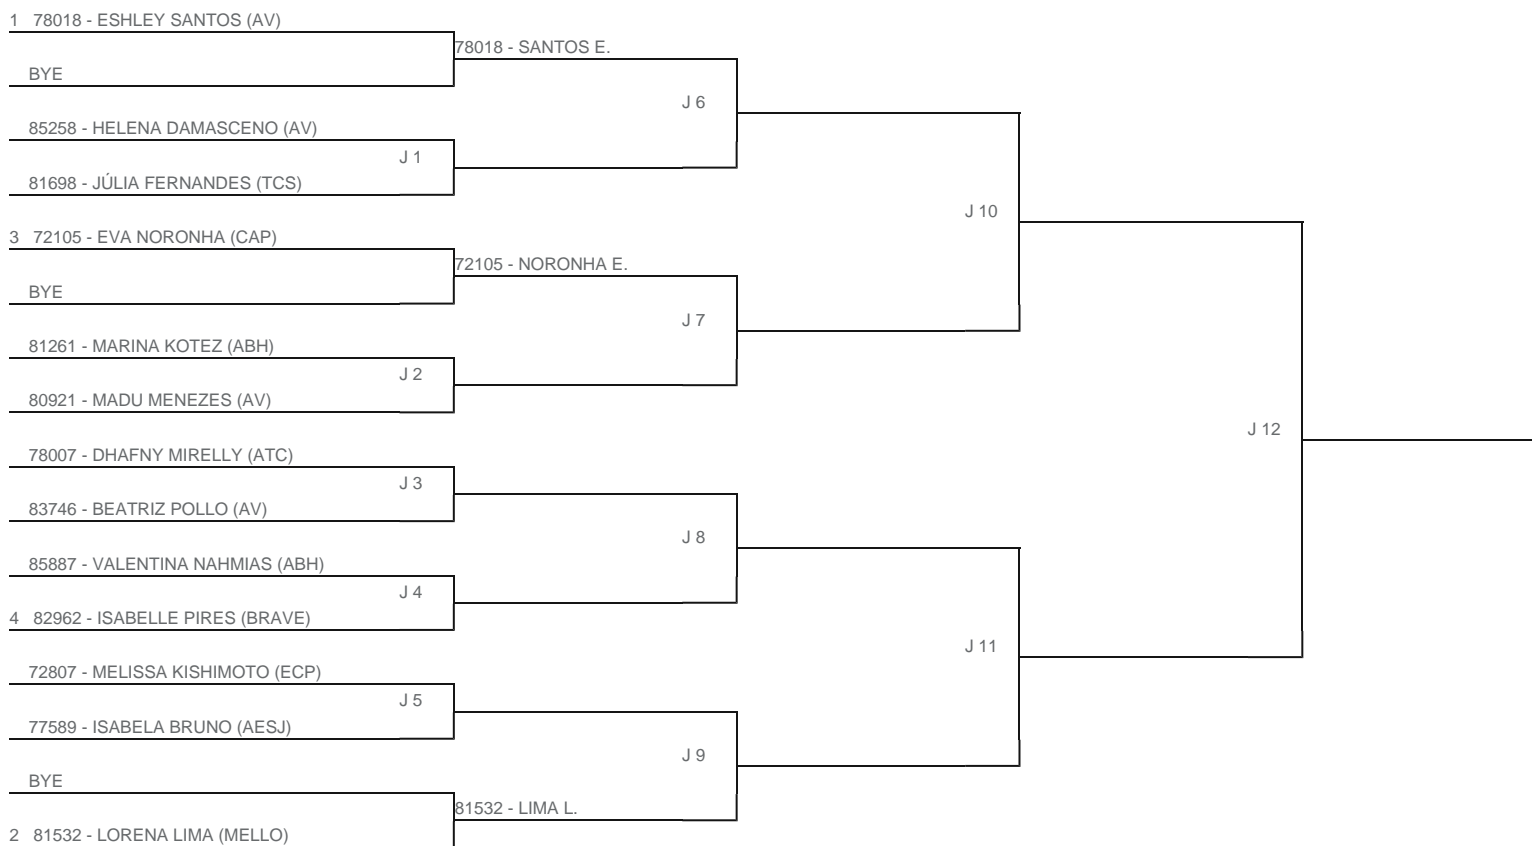 1 78018 - ESHLEY SANTOS (AV)
78018 - SANTOS E.
BYE
J 6
85258 - HELENA DAMASCENO (AV)
J 1
81698 - JÚLIA FERNANDES (TCS)
J 10
3 72105 - EVA NORONHA (CAP)
72105 - NORONHA E.
BYE
J 7
81261 - MARINA KOTEZ (ABH)
J 2
80921 - MADU MENEZES (AV)
J 12
78007 - DHAFNY MIRELLY (ATC)
J 3
83746 - BEATRIZ POLLO (AV)
J 8
85887 - VALENTINA NAHMIAS (ABH)
J 4
4 82962 - ISABELLE PIRES (BRAVE)
J 11
72807 - MELISSA KISHIMOTO (ECP)
J 5
77589 - ISABELA BRUNO (AESJ)
J 9
BYE
81532 - LIMA L.
2 81532 - LORENA LIMA (MELLO)